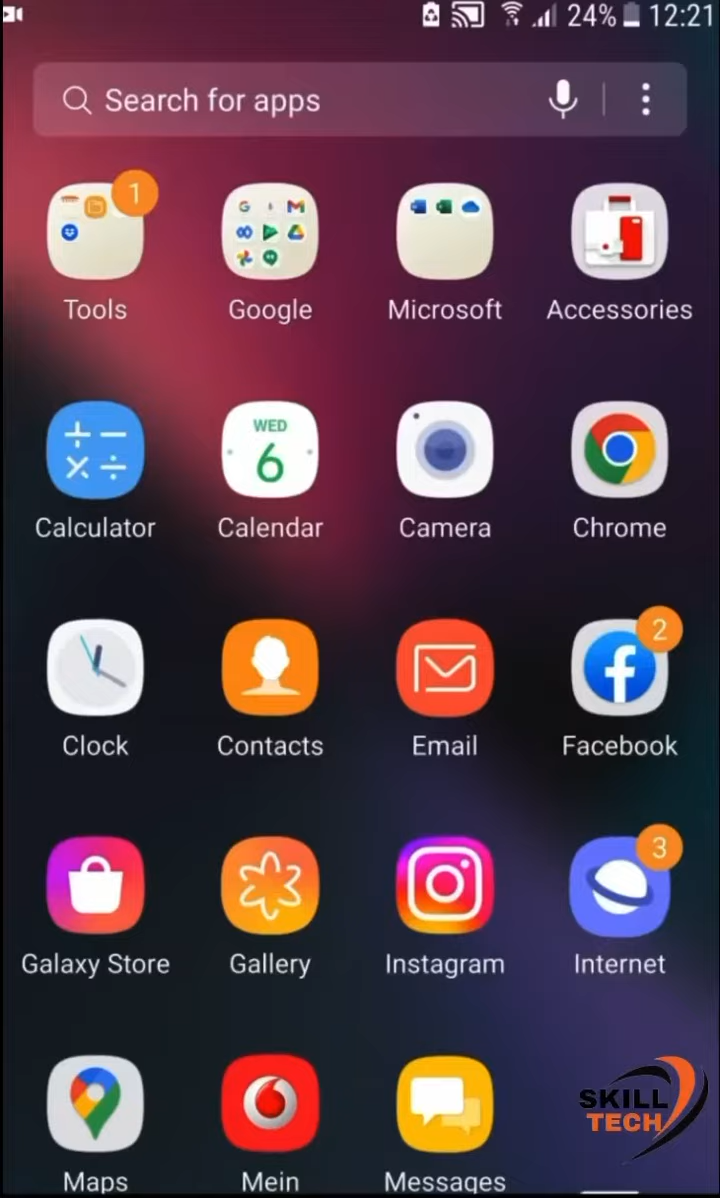 24% 12:21
Search for apps
1
Tools Google Microsoft Accessories
WED
6
Calculator Calendar Camera Chrome
2
Clock Contacts Email Facebook
3
Galaxy Store Gallery Instagram Internet
SKILL
TECH
Maps Mein Messages